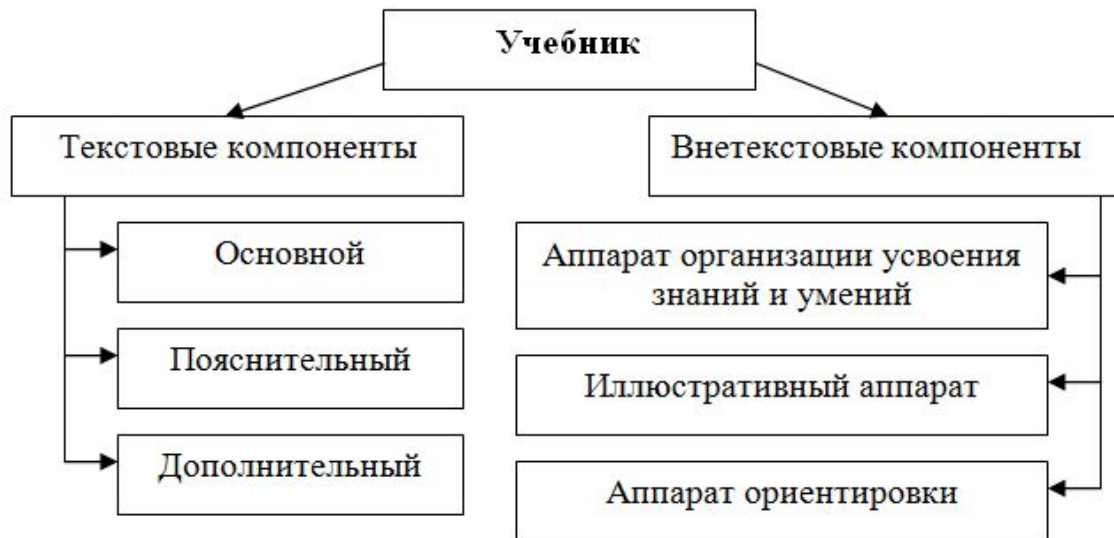 Учебник
Текстовые компоненты
Внетекстовые компоненты
Основной
Пояснительный
Дополнительный
Аппарат организации усвоения
знаний и умений
Иллюстративный аппарат
Аппарат ориентировки